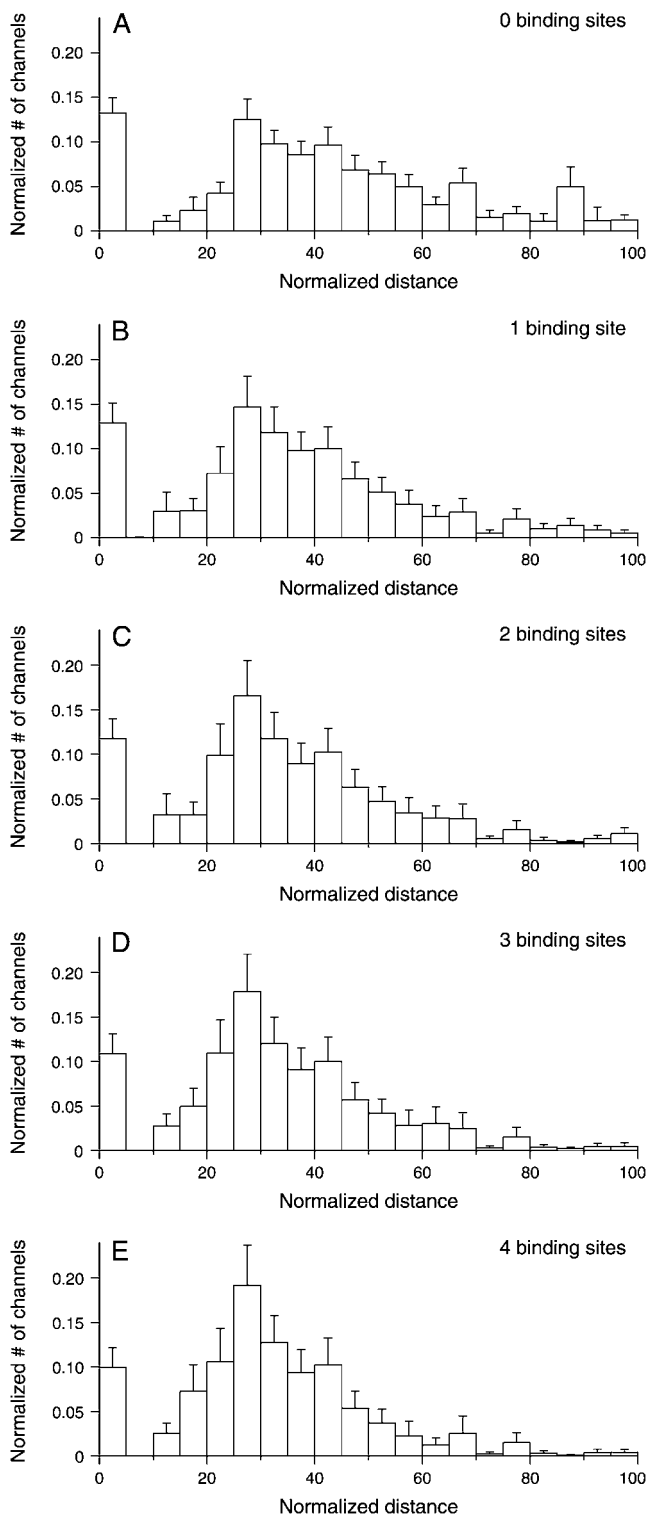 A
0 binding sites
Normalized # of channels
0.20
0.15
0.10
0.05
0
0 20 40 60 80 100
Normalized distance
B
1 binding site
Normalized # of channels
0.20
0.15
0.10
0.05
0
0 20 40 60 80 100
Normalized distance
C
2 binding sites
Normalized # of channels
0.20
0.15
0.10
0.05
0
0 20 40 60 80 100
Normalized distance
D
3 binding sites
Normalized # of channels
0.20
0.15
0.10
0.05
0
0 20 40 60 80 100
Normalized distance
E
4 binding sites
Normalized # of channels
0.20
0.15
0.10
0.05
0
0 20 40 60 80 100
Normalized distance